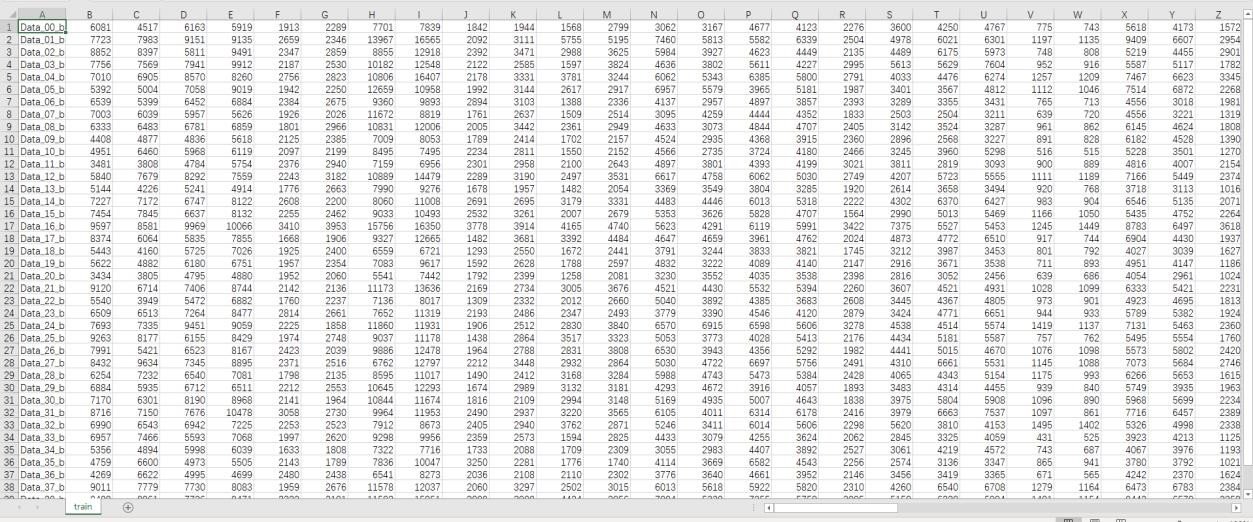 A B C D E F G H I J K L M N O P Q R S T U V W X Y Z
1 Data_00_b 6081 4517 6163 5919 1913 2289 7701 7839 1842 1944 1568 2799 3062 3167 4677 4123 2276 3600 4250 4767 775 743 5618 4173 1572
2 Data_01_b 7723 7983 9151 9135 2659 2346 13967 16565 2092 3111 5755 5195 7460 5813 5582 6339 2504 4978 6021 6301 1197 1135 9409 6607 2954
3 Data_02_b 8852 8397 5811 9491 2347 2859 8855 12918 2392 3471 2988 3625 5984 3927 4623 4449 2135 4489 6175 5973 748 808 5219 4455 2901
4 Data_03_b 7756 7569 7941 9912 2187 2530 10182 12548 2122 2585 1597 3824 4636 3802 5611 4227 2995 5613 5629 7604 952 916 5587 5117 1782
5 Data_04_b 7010 6905 8570 8260 2756 2823 10806 16407 2178 3331 3781 3244 6062 5343 6385 5800 2791 4033 4476 6274 1257 1209 7467 6623 3345
6 Data_05_b 5392 5004 7058 9019 1942 2250 12659 10958 1992 3144 2617 2917 6957 5579 3965 5181 1987 3401 3567 4812 1112 1046 7514 6872 2268
7 Data_06_b 6539 5399 6452 6884 2384 2675 9360 9893 2894 3103 1388 2336 4137 2957 4897 3857 2393 3289 3355 3431 765 713 4556 3018 1981
8 Data_07_b 7003 6039 5957 5626 1926 2026 11672 8819 1761 2637 1509 2514 3095 4259 4444 4352 1833 2503 2504 3211 639 720 4556 3221 1319
9 Data_08_b 6333 6483 6781 6859 1801 2966 10831 12006 2005 3442 2361 2949 4633 3073 4844 4707 2405 3142 3524 3287 961 862 6145 4624 1808
10 Data_09_b 4408 4877 4836 5618 2125 2385 7009 8053 1789 2414 1702 2157 4524 2935 4368 3915 2360 2896 2568 3227 891 828 6182 4528 1390
11 Data_10_b 4951 6460 5968 6119 2097 2199 8495 7495 2234 2811 1550 2152 4566 2735 3724 4180 2466 3245 3960 5298 516 515 5228 3501 1270
12 Data_11_b 3481 3808 4784 5754 2376 2940 7159 6956 2301 2958 2100 2643 4897 3801 4393 4199 3021 3811 2819 3093 900 889 4816 4007 2154
13 Data_12_b 5840 7679 8292 7559 2243 3182 10889 14479 2289 3190 2497 3531 6617 4758 6062 5030 2749 4207 5723 5555 1111 1189 7166 5449 2374
14 Data_13_b 5144 4226 5241 4914 1776 2663 7990 9276 1678 1957 1482 2054 3369 3549 3804 3285 1920 2614 3658 3494 920 768 3718 3113 1016
15 Data_14_b 7227 7172 6747 8122 2608 2200 8060 11008 2691 2695 3179 3331 4483 4446 6013 5318 2222 4302 6370 6427 983 904 6546 5135 2071
16 Data_15_b 7454 7845 6637 8132 2255 2462 9033 10493 2532 3261 2007 2679 5353 3626 5828 4707 1564 2990 5013 5469 1166 1050 5435 4752 2264
17 Data_16_b 9597 8581 9969 10066 3410 3953 15756 16350 3778 3914 4165 4740 5623 4291 6119 5991 3422 7375 5527 5453 1245 1449 8783 6497 3618
18 Data_17_b 8374 6064 5835 7855 1668 1906 9327 12665 1482 3681 3392 4484 4647 4659 3961 4762 2024 4873 4772 6510 917 744 6904 4430 1937
19 Data_18_b 5443 4160 5725 7026 1925 2400 6559 6721 1293 2550 1672 2441 3791 3244 3833 3821 1745 3212 3987 3453 801 792 4027 3039 1627
20 Data_19_b 5622 4882 6180 6751 1957 2354 7083 9617 1592 2628 1788 2597 4832 3222 4089 4140 2147 2916 3671 3538 711 893 4951 4147 1186
21 Data_20_b 3434 3805 4795 4880 1952 2060 5541 7442 1792 2399 1258 2081 3230 3552 4035 3538 2398 2816 3052 2456 639 686 4054 2961 1024
22 Data_21_b 9120 6714 7406 8744 2142 2136 11173 13636 2169 2734 3005 3676 4521 4430 5532 5394 2260 3607 4521 4931 1028 1099 6333 5421 2231
23 Data_22_b 5540 3949 5472 6882 1760 2237 7136 8017 1309 2332 2012 2660 5040 3892 4385 3683 2608 3445 4367 4805 973 901 4923 4695 1813
24 Data_23_b 6509 6513 7264 8477 2814 2661 7652 11319 2193 2486 2347 2493 3779 3390 4546 4120 2879 3424 4771 6651 944 933 5789 5382 1924
25 Data_24_b 7693 7335 9451 9059 2225 1858 11860 11931 1906 2512 2830 3840 6570 6915 6598 5606 3278 4538 4514 5574 1419 1137 7131 5463 2360
26 Data_25_b 9263 8177 6155 8429 1974 2748 9037 11178 1438 2864 3517 3323 5053 3773 4028 5413 2176 4434 5181 5587 757 762 5495 5554 1760
27 Data_26_b 7991 5421 6523 8167 2423 2039 9886 12478 1964 2788 2831 3808 6530 3943 4356 5292 1982 4441 5015 4670 1076 1098 5573 5802 2420
28 Data_27_b 8432 9634 7345 8895 2371 2516 6762 12797 2212 3448 2932 2864 5030 4722 6697 5756 2491 4310 6661 5531 1145 1088 7073 5684 2746
29 Data_28_b 6254 7232 6540 7081 1798 2135 8595 11017 1490 2412 3168 3284 5988 4743 5473 5384 2428 4065 4343 5154 1175 993 6266 5653 1615
30 Data_29_b 6884 5935 6712 6511 2212 2553 10645 12293 1674 2989 3132 3181 4293 4672 3916 4057 1893 3483 4314 4455 939 840 5749 3935 1963
31 Data_30_b 7170 6301 8190 8968 2141 1964 10844 11674 1816 2109 2994 3148 5169 4935 5007 4643 1838 3975 5804 5908 1096 890 5968 5699 2234
32 Data_31_b 8716 7150 7676 10478 3058 2730 9964 11953 2490 2937 3220 3565 6105 4011 6314 6178 2416 3979 6663 7537 1097 861 7716 6457 2389
33 Data_32_b 6990 6543 6942 7225 2253 2523 7912 8673 2405 2940 3762 2871 5246 3411 6014 5606 2298 5620 3810 4153 1495 1402 5326 4998 2338
34 Data_33_b 6957 7466 5593 7068 1997 2620 9298 9956 2359 2573 1594 2825 4433 3079 4255 3624 2062 2845 3325 4059 431 525 3923 4213 1125
35 Data_34_b 5356 4894 5998 6039 1633 1808 7322 7716 1733 2088 1709 2309 3055 2983 4407 3892 2527 3061 4219 4572 743 687 4067 3976 1193
36 Data_35_b 4759 6600 4973 5505 2143 1789 7836 10047 3250 2281 1776 1740 4114 3669 6582 4543 2256 2574 3136 3347 865 941 3780 3792 1021
37 Data_36_b 4269 6622 4995 4699 2480 2438 6541 8273 2036 2108 2110 2302 3776 3640 4661 3952 2146 3456 3419 3365 671 565 4242 2370 1624
38 Data_37_b 9011 7779 7730 8083 1959 2676 11578 12037 2060 3297 2502 3015 6013 5618 5922 5820 2310 4260 6540 6708 1279 1164 6473 6783 2384
train